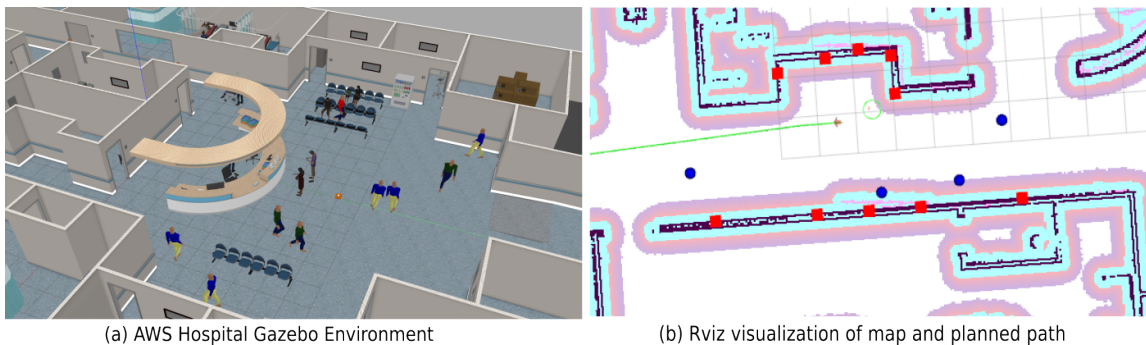 (a) AWS Hospital Gazebo Environment
(b) Rviz visualization of map and planned path